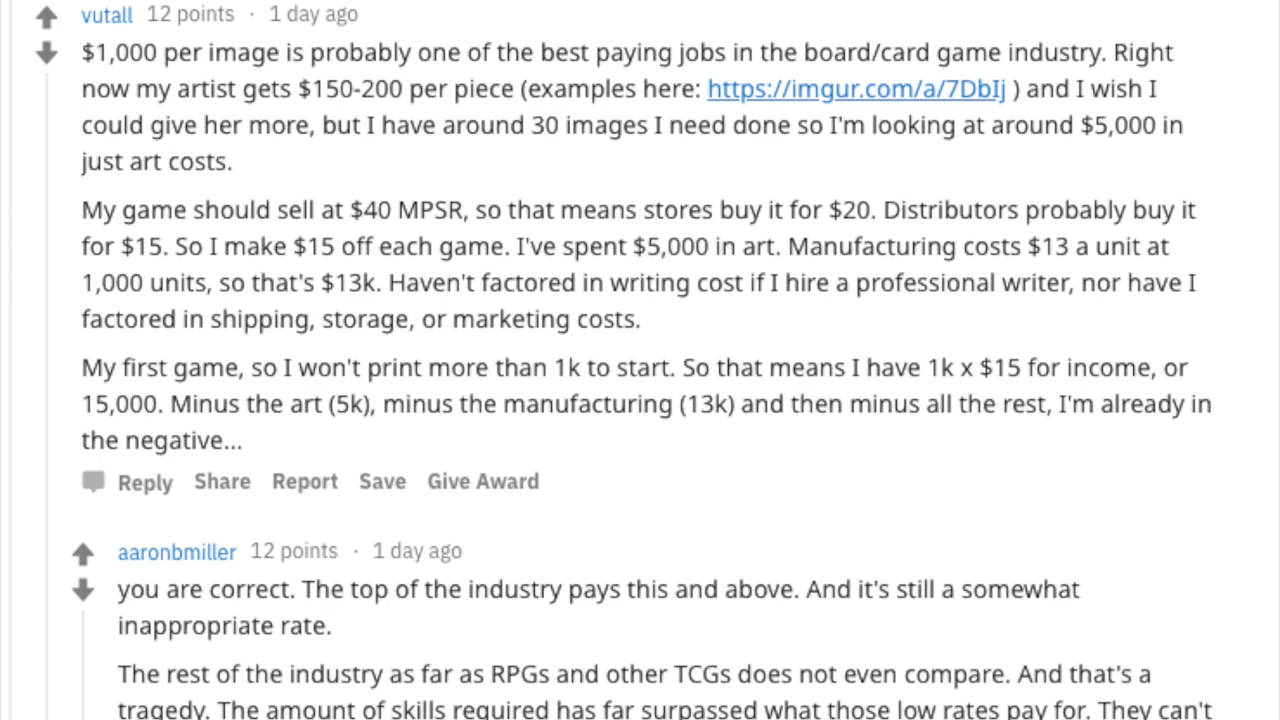 vutall 12 points · 1 day ago
$1,000 per image is probably one of the best paying jobs in the board/card game industry. Right
now my artist gets $150-200 per piece (examples here: https://imgur.com/a/7DbIj ) and I wish I
could give her more, but I have around 30 images I need done so I'm looking at around $5,000 in
just art costs.
My game should sell at $40 MPSR, so that means stores buy it for $20. Distributors probably buy it
for $15. So I make $15 off each game. I've spent $5,000 in art. Manufacturing costs $13 a unit at
1,000 units, so that's $13k. Haven't factored in writing cost if I hire a professional writer, nor have I
factored in shipping, storage, or marketing costs.
My first game, so I won't print more than 1k to start. So that means I have 1k x $15 for income, or
15,000. Minus the art (5k), minus the manufacturing (13k) and then minus all the rest, I'm already in
the negative...
Reply Share Report Save Give Award
aaronbmiller 12 points · 1 day ago
you are correct. The top of the industry pays this and above. And it's still a somewhat
inappropriate rate.
The rest of the industry as far as RPGs and other TCGs does not even compare. And that's a
tragedy. The amount of skills required has far surpassed what those low rates pay for. They can't